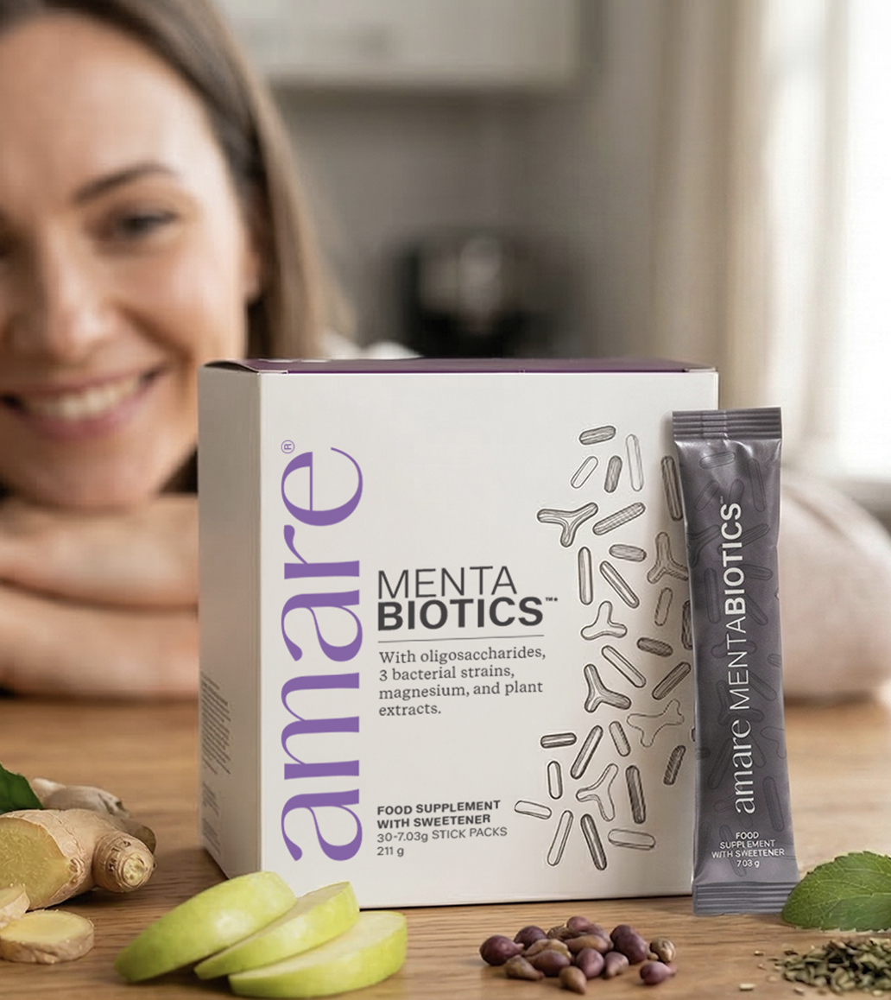 amare®
MENTA
BIOTICS™*
With oligosaccharides,
3 bacterial strains,
magnesium, and plant
extracts.
FOOD SUPPLEMENT
WITH SWEETENER
30-7.03g STICK PACKS
211 g
amare MENTABIOTICS™
FOOD
SUPPLEMENT
WITH SWEETENER
7.03 g